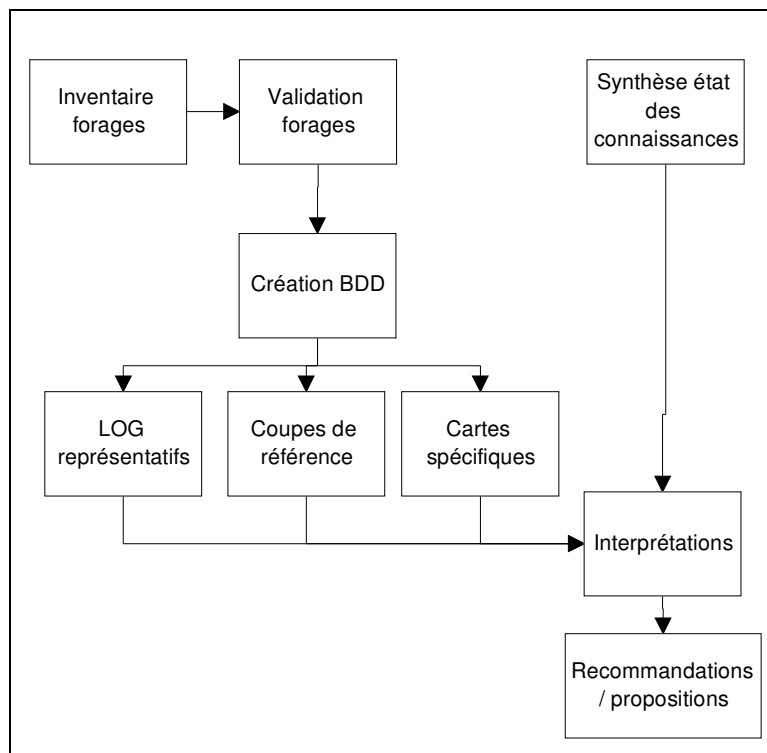 Inventaire
forages
Validation
forages
Synthèse état
des
connaissances
Création BDD
LOG
représentatifs
Coupes de
référence
Cartes
spécifiques
Interprétations
Recommandations
/ propositions